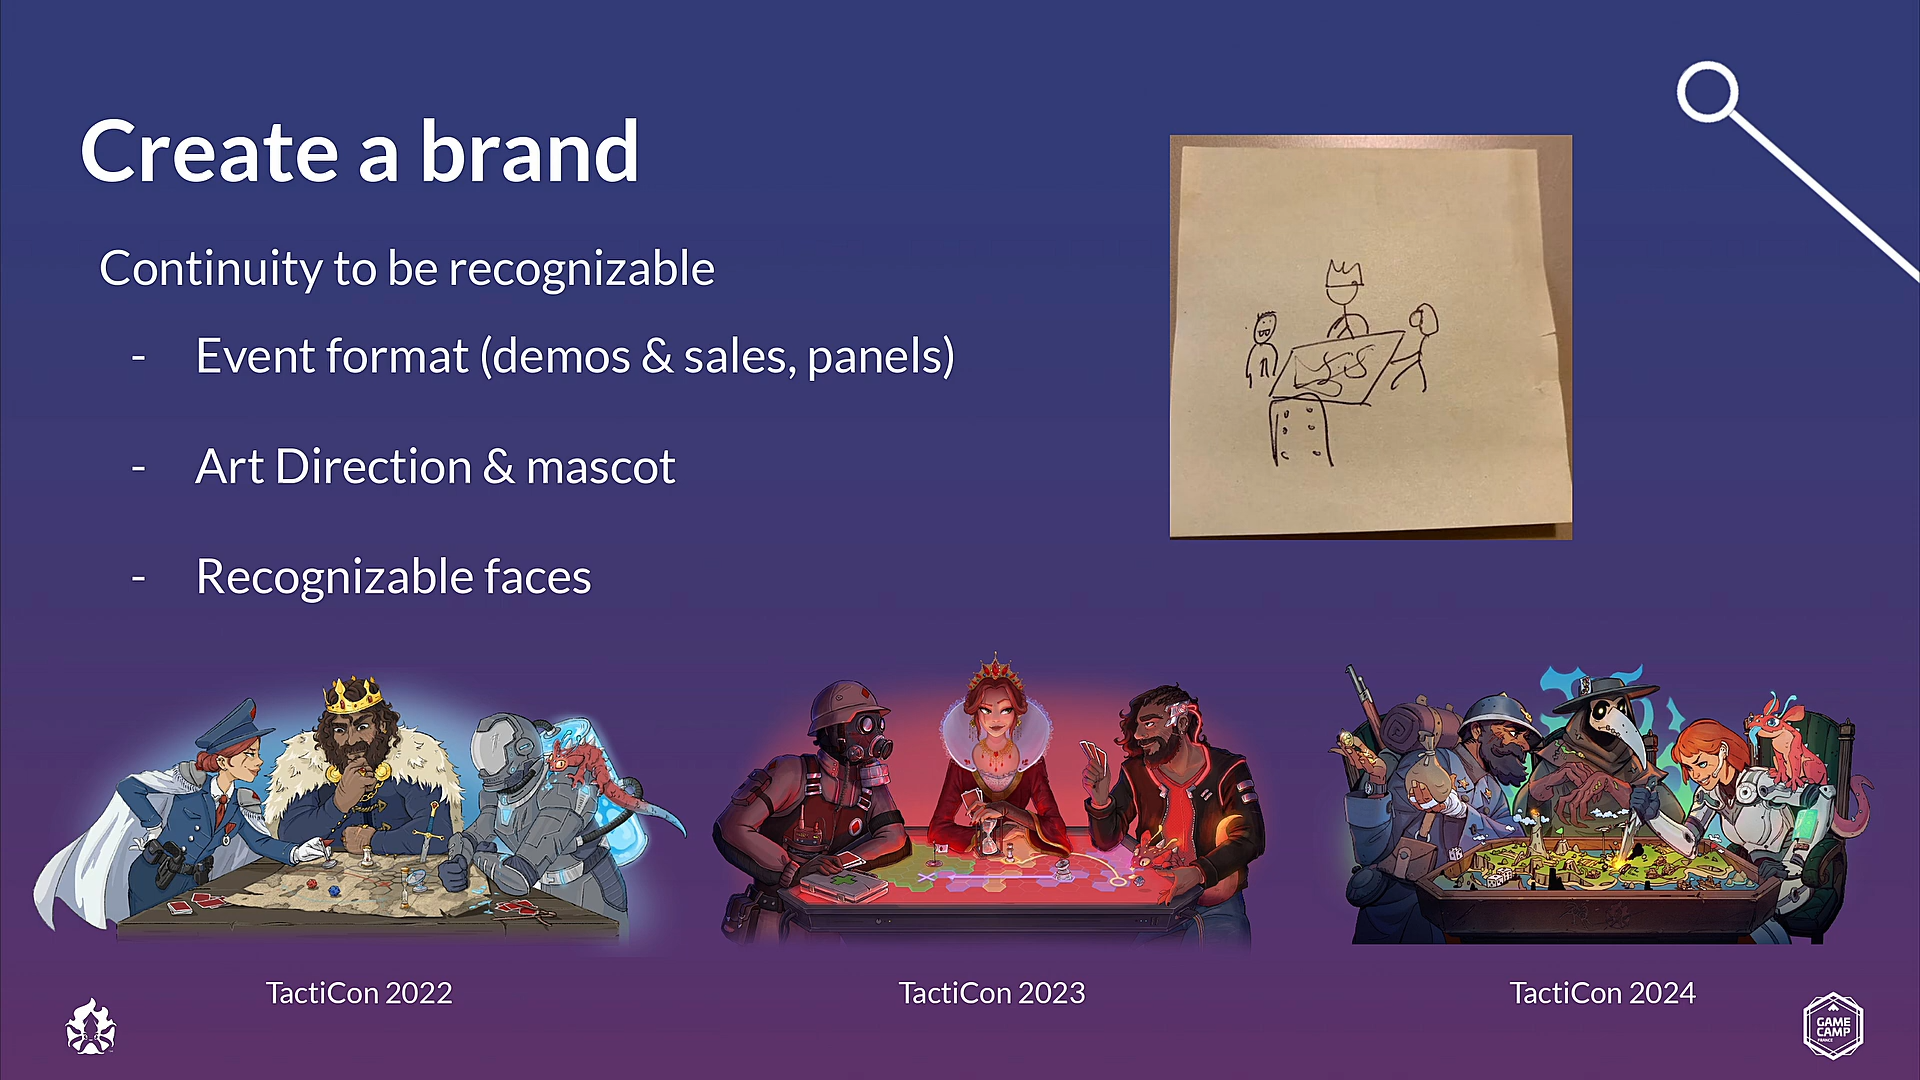 Create a brand
Continuity to be recognizable
- Event format (demos & sales, panels)
- Art Direction & mascot
- Recognizable faces
TactiCon 2022
TactiCon 2023
TactiCon 2024
GAME
CAMP
FRANCE